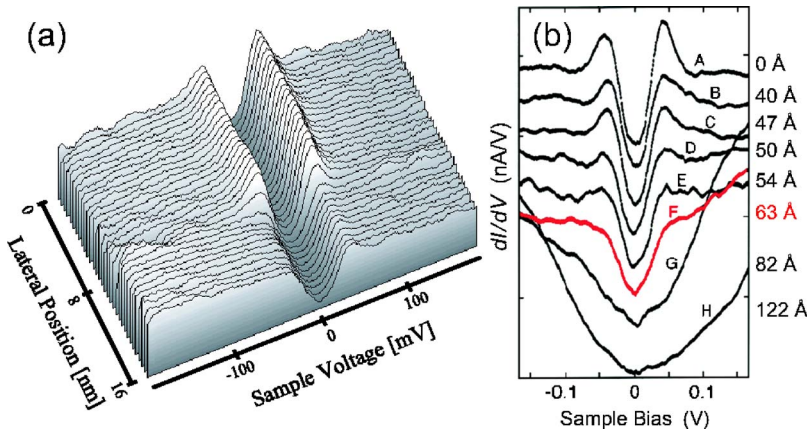 (a)
0
8
16
Lateral Position [nm]
-100
0
100
Sample Voltage [mV]
(b)
dI/dV (nA/V)
A
0 Å
B
40 Å
C
47 Å
D
50 Å
E
54 Å
F
63 Å
G
82 Å
H
122 Å
-0.1
0
0.1
Sample Bias (V)